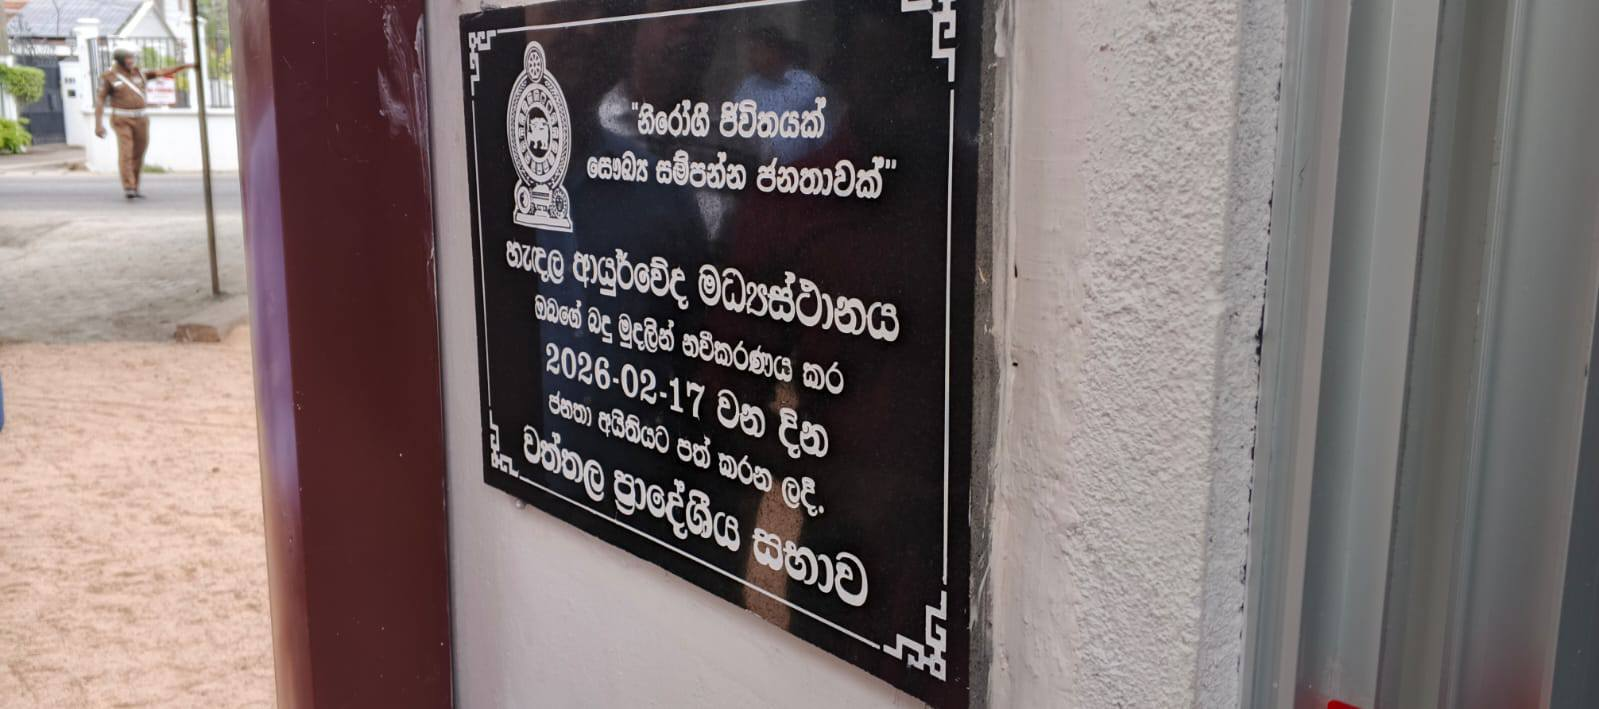 "නිරෝගී ජිවිතයක්
සෞඛ්‍ය සම්පන්න ජනතාවක්"
හැඳල ආයුර්වේද මධ්‍යස්ථානය
ඔබගේ බදු මුදලින් නවීකරණය කර
2026-02-17 වන දින
ජනතා අයිතියට පත් කරන ලදී.
වත්තල ප්‍රාදේශීය සභාව